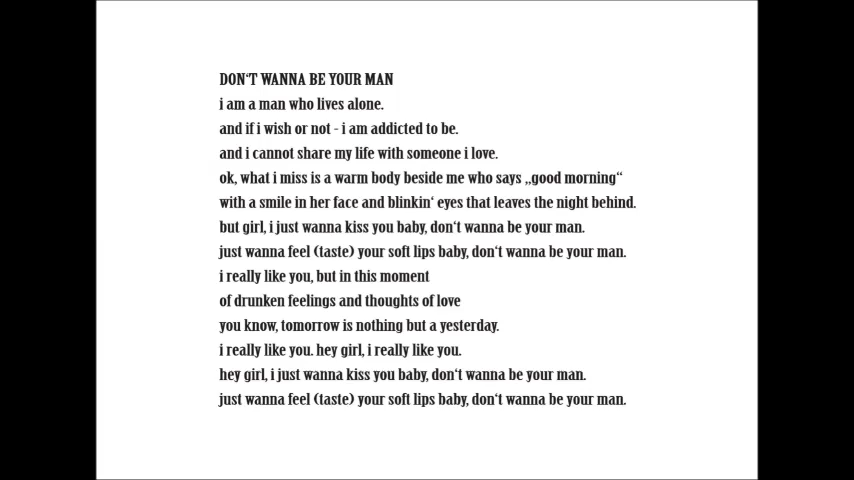 DON‘T WANNA BE YOUR MAN
i am a man who lives alone.
and if i wish or not - i am addicted to be.
and i cannot share my life with someone i love.
ok, what i miss is a warm body beside me who says „good morning“
with a smile in her face and blinkin‘ eyes that leaves the night behind.
but girl, i just wanna kiss you baby, don‘t wanna be your man.
just wanna feel (taste) your soft lips baby, don‘t wanna be your man.
i really like you, but in this moment
of drunken feelings and thoughts of love
you know, tomorrow is nothing but a yesterday.
i really like you. hey girl, i really like you.
hey girl, i just wanna kiss you baby, don‘t wanna be your man.
just wanna feel (taste) your soft lips baby, don‘t wanna be your man.